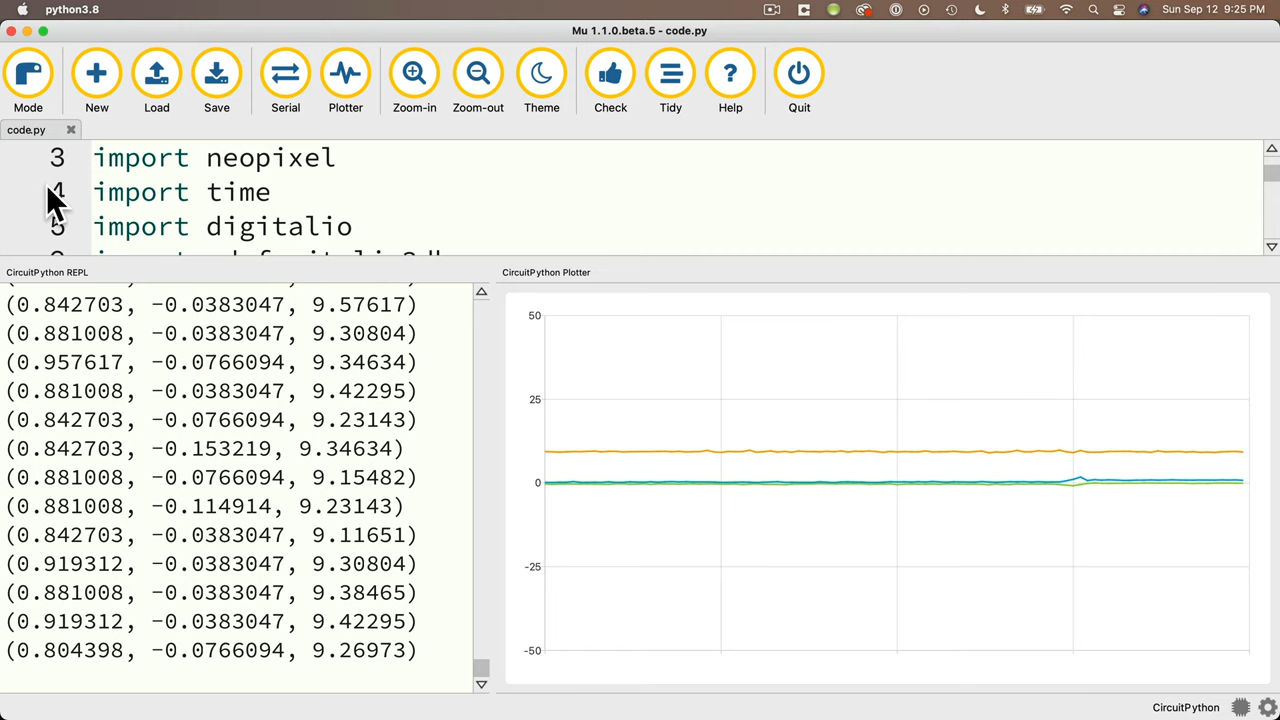 python3.8
Sun Sep 12 9:25 PM
Mu 1.1.0.beta.5 - code.py
Mode New Load Save Serial Plotter Zoom-in Zoom-out Theme Check Tidy Help Quit
code.py
3 import neopixel
4 import time
5 import digitalio
CircuitPython REPL
(0.842703, -0.0383047, 9.57617)
(0.881008, -0.0383047, 9.30804)
(0.957617, -0.0766094, 9.34634)
(0.881008, -0.0383047, 9.42295)
(0.842703, -0.0766094, 9.23143)
(0.842703, -0.153219, 9.34634)
(0.881008, -0.0766094, 9.15482)
(0.881008, -0.114914, 9.23143)
(0.842703, -0.0383047, 9.11651)
(0.919312, -0.0383047, 9.30804)
(0.881008, -0.0383047, 9.38465)
(0.919312, -0.0383047, 9.42295)
(0.804398, -0.0766094, 9.26973)
CircuitPython Plotter
50
25
0
-25
-50
CircuitPython